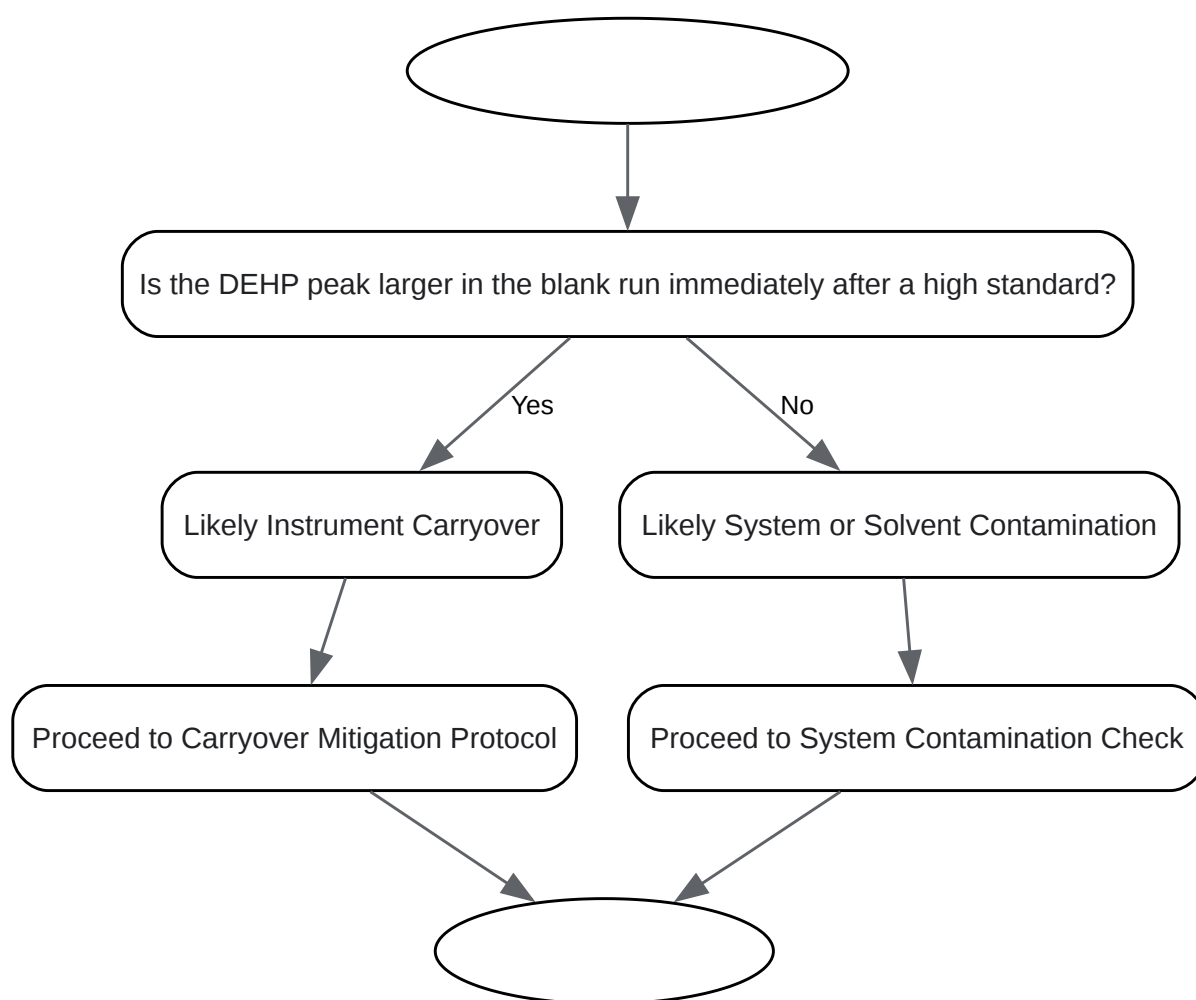 Is the DEHP peak larger in the blank run immediately after a high standard?
Yes
No
Likely Instrument Carryover
Likely System or Solvent Contamination
Proceed to Carryover Mitigation Protocol
Proceed to System Contamination Check